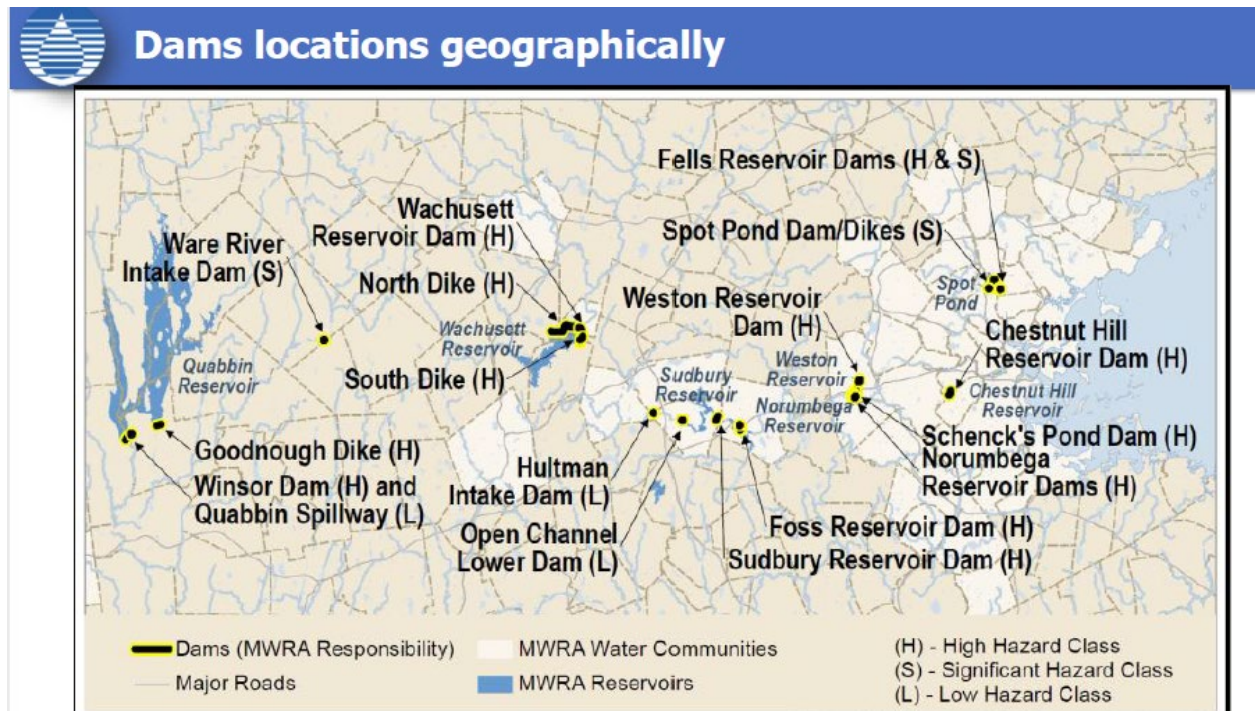 Dams locations geographically
Fells Reservoir Dams (H & S)
Wachusett
Reservoir Dam (H)
Spot Pond Dam/Dikes (S)
Ware River
Intake Dam (S)
North Dike (H)
Weston Reservoir
Dam (H)
Spot
Pond
Chestnut Hill
Reservoir Dam (H)
Wachusett
Reservoir
Quabbin
Reservoir
South Dike (H)
Sudbury
Reservoir
Weston
Reservoir
Norumbega
Reservoir
Chestnut Hill
Reservoir
Goodnough Dike (H)
Winsor Dam (H) and
Quabbin Spillway (L)
Hultman
Intake Dam (L)
Open Channel
Lower Dam (L)
Schenck's Pond Dam (H)
Norumbega
Reservoir Dams (H)
Foss Reservoir Dam (H)
Sudbury Reservoir Dam (H)
Dams (MWRA Responsibility)
Major Roads
MWRA Water Communities
MWRA Reservoirs
(H) - High Hazard Class
(S) - Significant Hazard Class
(L) - Low Hazard Class